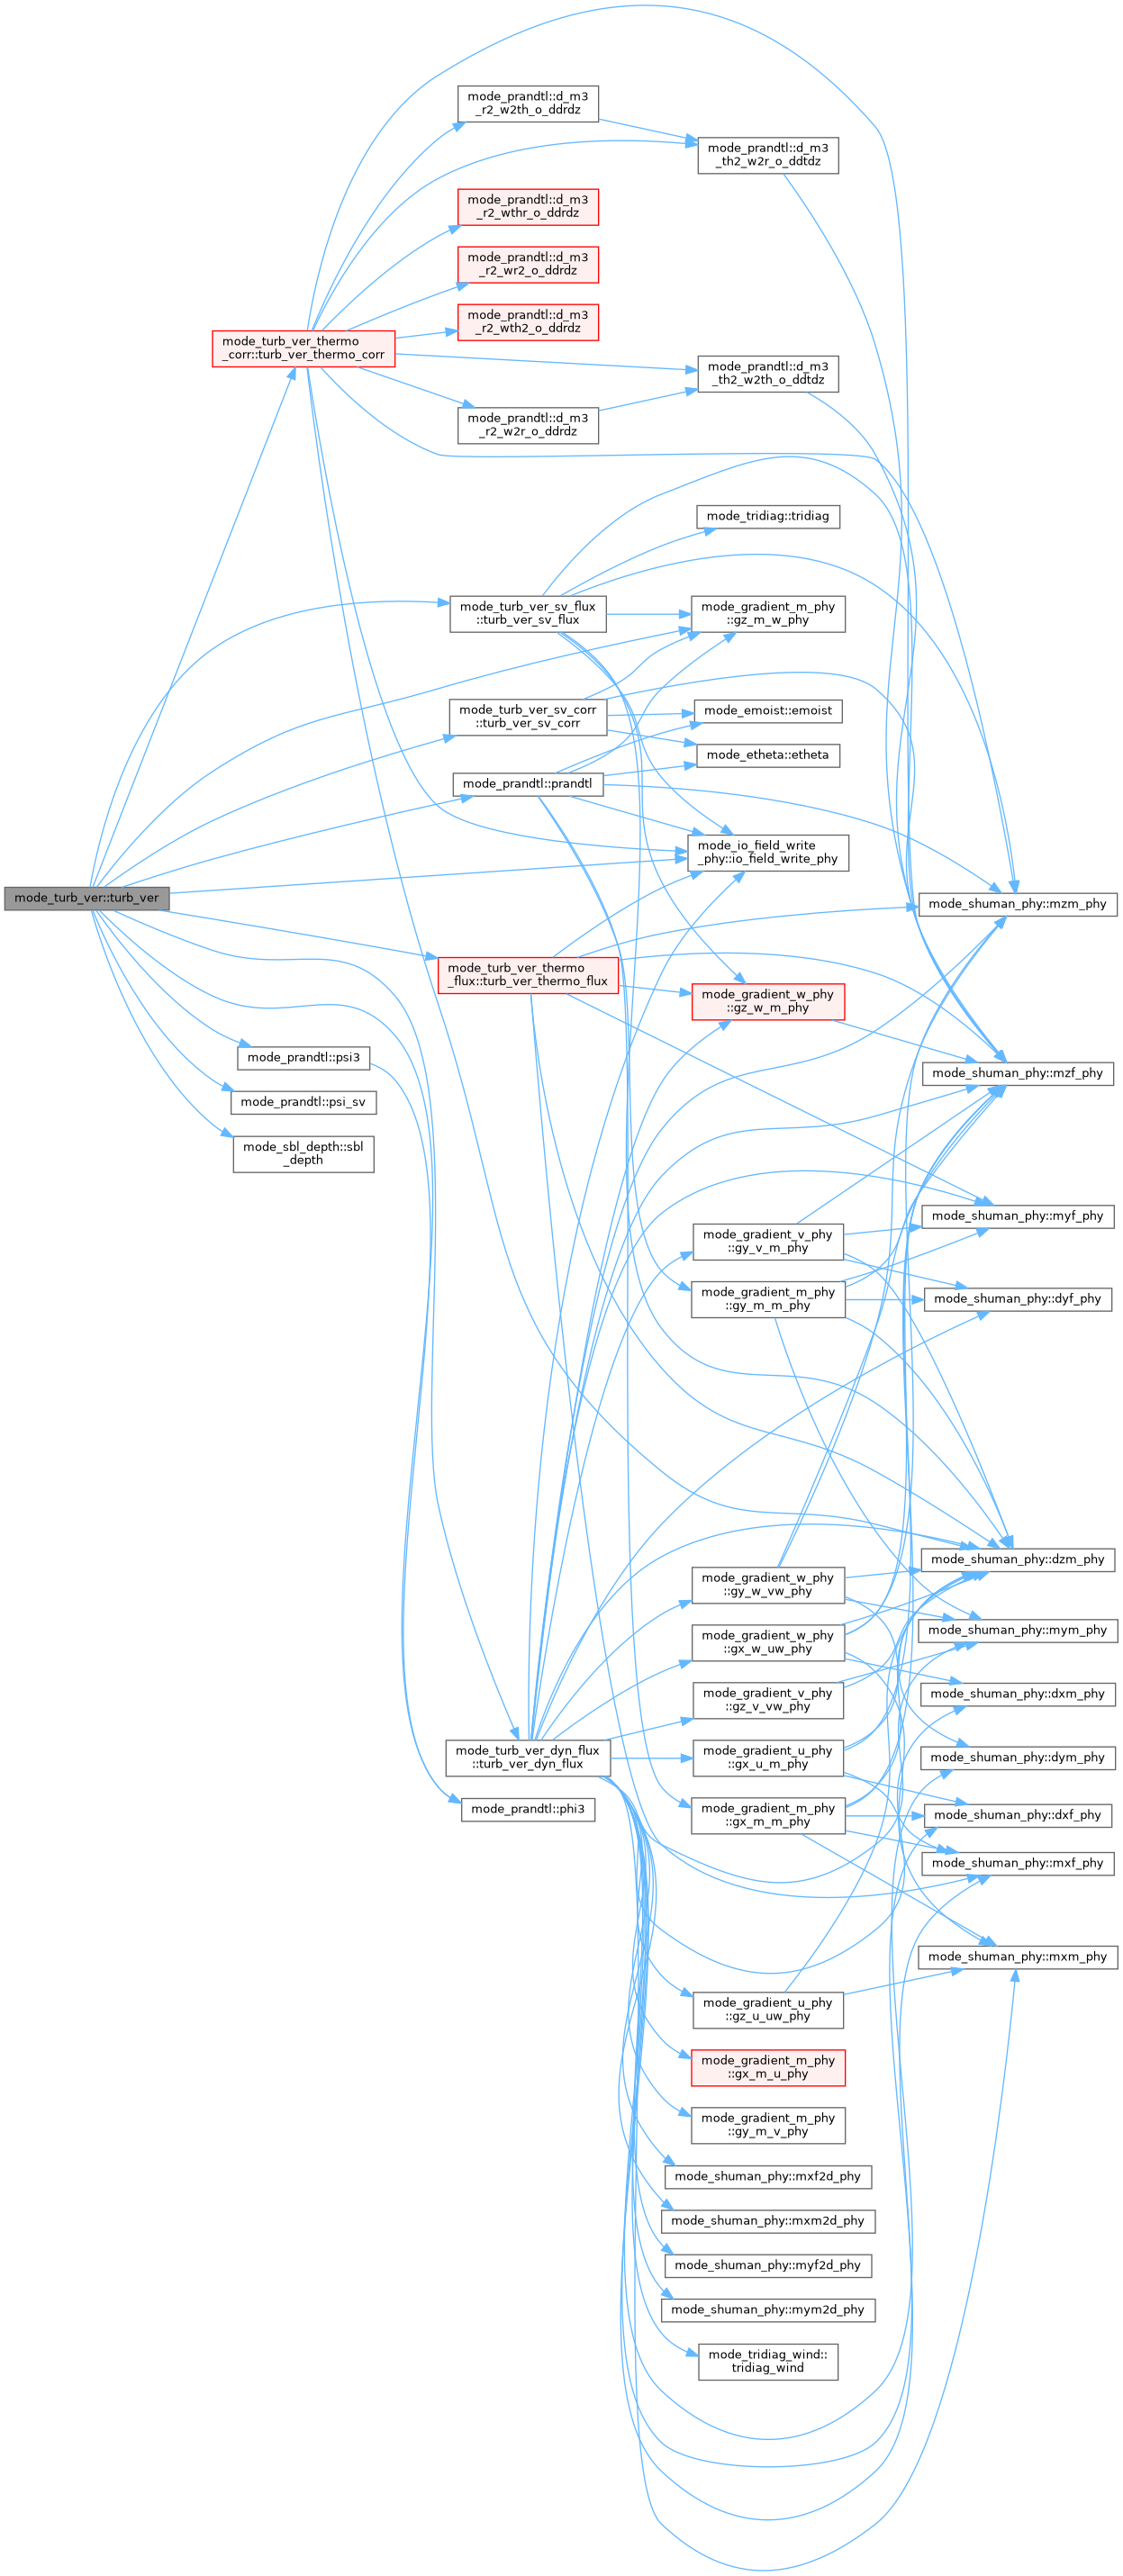 mode_prandtl::d_m3
_r2_w2th_o_ddrdz
mode_prandtl::d_m3
_th2_w2r_o_ddtdz
mode_prandtl::d_m3
_r2_wthr_o_ddrdz
mode_prandtl::d_m3
_r2_wr2_o_ddrdz
mode_prandtl::d_m3
_r2_wth2_o_ddrdz
mode_turb_ver_thermo
_corr::turb_ver_thermo_corr
mode_prandtl::d_m3
_th2_w2th_o_ddtdz
mode_prandtl::d_m3
_r2_w2r_o_ddrdz
mode_tridiag::tridiag
mode_turb_ver_sv_flux
::turb_ver_sv_flux
mode_gradient_m_phy
::gz_m_w_phy
mode_turb_ver_sv_corr
::turb_ver_sv_corr
mode_emoist::emoist
mode_etheta::etheta
mode_prandtl::prandtl
mode_io_field_write
_phy::io_field_write_phy
mode_turb_ver::turb_ver
mode_shuman_phy::mzm_phy
mode_turb_ver_thermo
_flux::turb_ver_thermo_flux
mode_gradient_w_phy
::gz_w_m_phy
mode_prandtl::psi3
mode_shuman_phy::mzf_phy
mode_prandtl::psi_sv
mode_sbl_depth::sbl
_depth
mode_shuman_phy::myf_phy
mode_gradient_v_phy
::gy_v_m_phy
mode_gradient_m_phy
::gy_m_m_phy
mode_shuman_phy::dyf_phy
mode_shuman_phy::dzm_phy
mode_gradient_w_phy
::gy_w_vw_phy
mode_shuman_phy::mym_phy
mode_gradient_w_phy
::gx_w_uw_phy
mode_shuman_phy::dxm_phy
mode_gradient_v_phy
::gz_v_vw_phy
mode_turb_ver_dyn_flux
::turb_ver_dyn_flux
mode_gradient_u_phy
::gx_u_m_phy
mode_shuman_phy::dym_phy
mode_prandtl::phi3
mode_gradient_m_phy
::gx_m_m_phy
mode_shuman_phy::dxf_phy
mode_shuman_phy::mxf_phy
mode_shuman_phy::mxm_phy
mode_gradient_u_phy
::gz_u_uw_phy
mode_gradient_m_phy
::gx_m_u_phy
mode_gradient_m_phy
::gy_m_v_phy
mode_shuman_phy::mxf2d_phy
mode_shuman_phy::mxm2d_phy
mode_shuman_phy::myf2d_phy
mode_shuman_phy::mym2d_phy
mode_tridiag_wind::
tridiag_wind